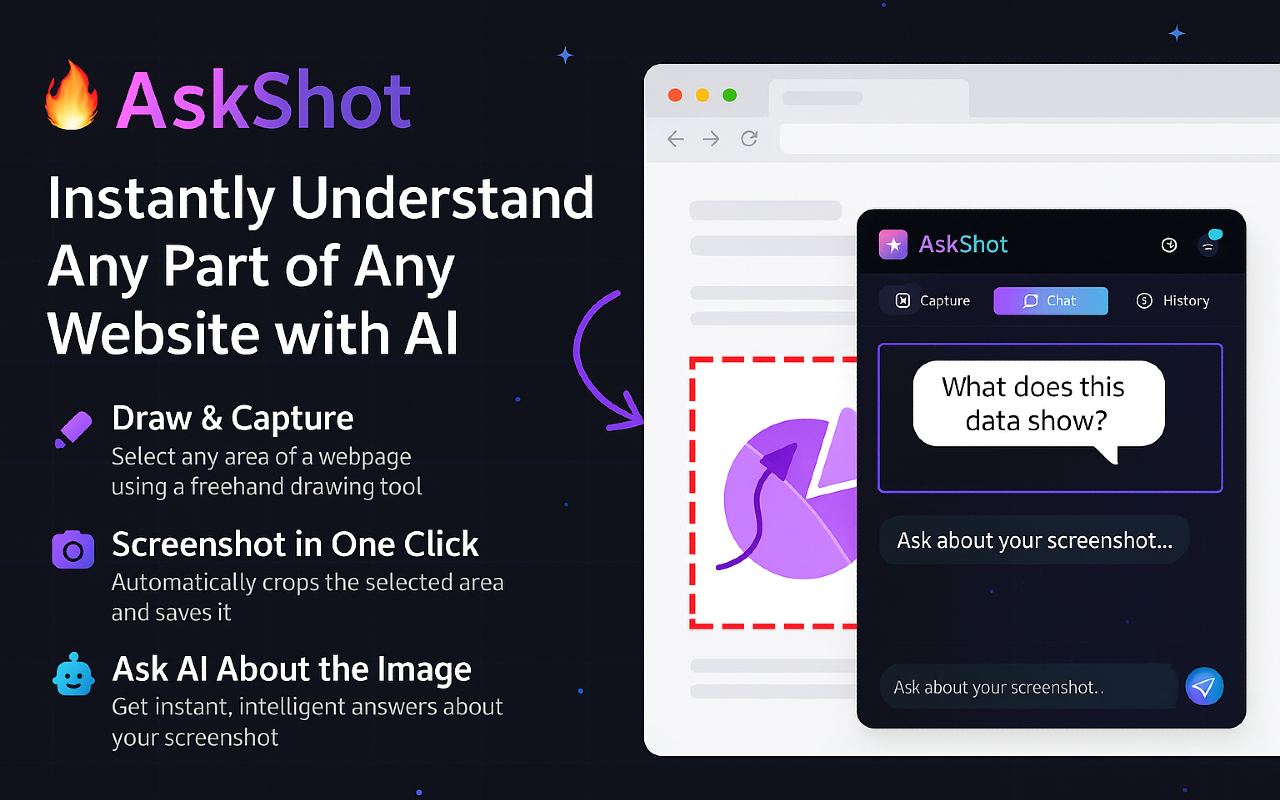 AskShot
Instantly Understand
Any Part of Any
Website with AI
Draw & Capture
Select any area of a webpage
using a freehand drawing tool
Screenshot in One Click
Automatically crops the selected area
and saves it
Ask AI About the Image
Get instant, intelligent answers about
your screenshot
AskShot
Capture
Chat
S
History
What does this
data show?
Ask about your screenshot...
Ask about your screenshot..